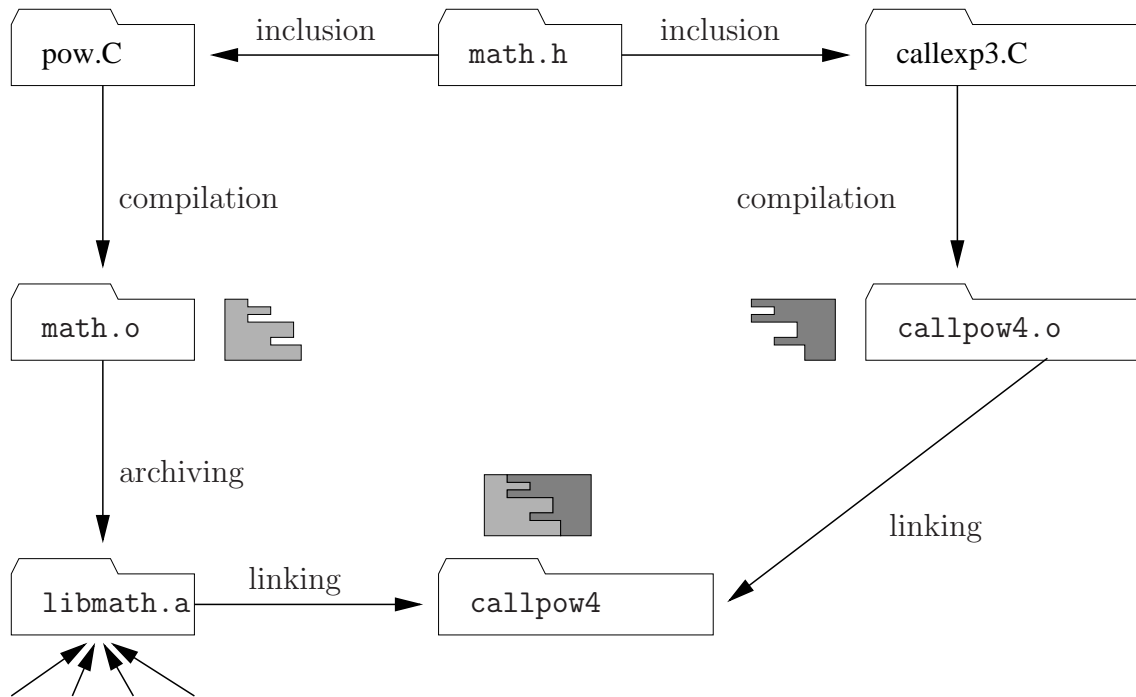 inclusion
inclusion
pow.C
math.h
callexp3.C
compilation
compilation
math.o
callpow4.o
archiving
linking
linking
libmath.a
callpow4